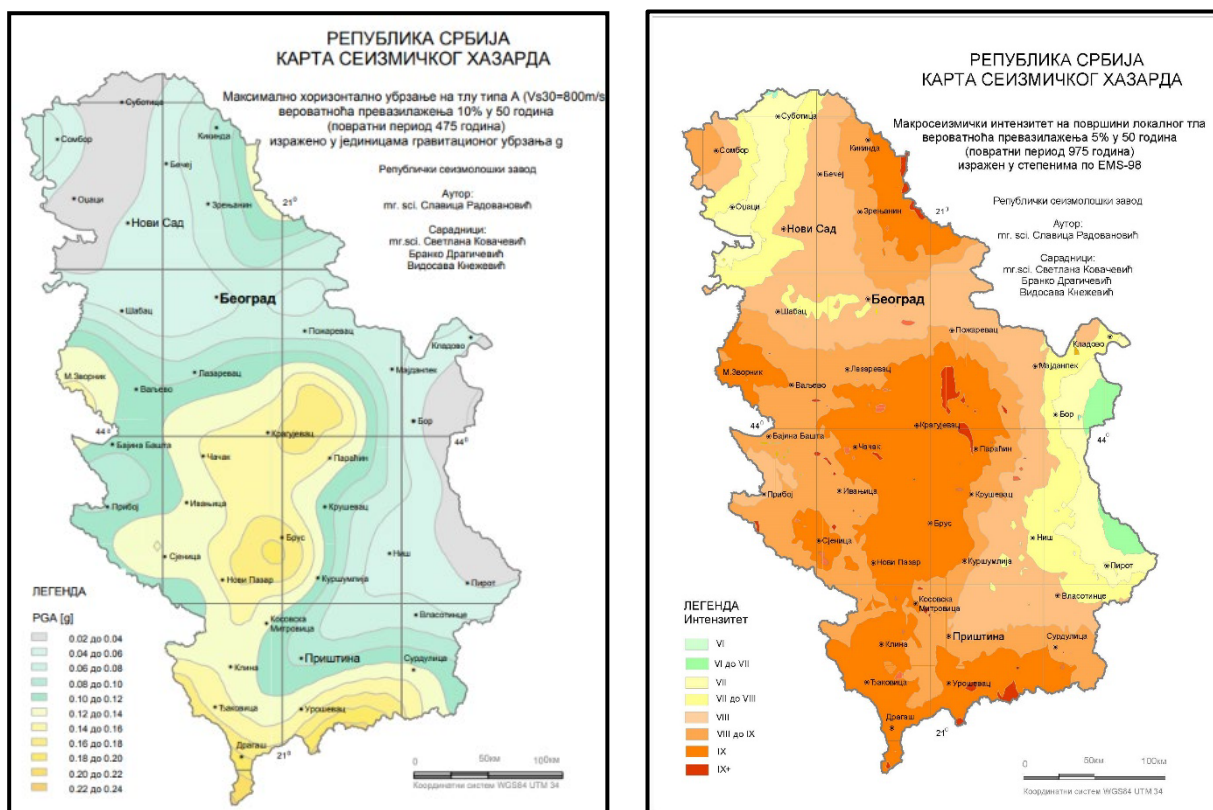 РЕПУБЛИКА СРБИЈА
КАРТА СЕИЗМИЧКОГ ХАЗАРДА
Максимално хоризонтално убрзање на тлу типа А (Vs30=800m/s
вероватноћа превазилажења 10% у 50 година
(повратни период 475 година)
изражено у јединицама гравитационог убрзања g
Републички сеизмолошки завод
Аутор:
mr. sci. Славица Радовановић
Сарадници:
mr.sci. Светлана Ковачевић
Бранко Драгичевић
Видосава Кнежевић
Суботица
Сомбор
Кикинда
Бечеј
Оџаци
Зрењанин
21⁰
Нови Сад
Београд
Шабац
Пожаревац
Кладово
М.Зворник
Лазаревац
Мајданпек
Ваљево
Бор
44⁰
Крагујевац
44⁰
Бајина Башта
Чачак
Параћин
Прибој
Ивањица
Крушевац
Брус
Сјеница
Ниш
Нови Пазар
Куршумлија
Пирот
Косовска
Митровица
Власотинце
Клина
Приштина
Сурдулица
Ђаковица
Урошевац
Драгаш
21⁰
ЛЕГЕНДА
PGA [g]
0.02 до 0.04
0.04 до 0.06
0.06 до 0.08
0.08 до 0.10
0.10 до 0.12
0.12 до 0.14
0.14 до 0.16
0.16 до 0.18
0.18 до 0.20
0.20 до 0.22
0.22 до 0.24
0 50км 100км
Координатни систем WGS84 UTM 34
РЕПУБЛИКА СРБИЈА
КАРТА СЕИЗМИЧКОГ ХАЗАРДА
Макросеизмички интензитет на површини локалног тла
вероватноћа превазилажења 5% у 50 година
(повратни период 975 година)
изражен у степенима по EMS-98
Републички сеизмолошки завод
Аутор:
mr. sci. Славица Радовановић
Сарадници:
mr.sci. Светлана Ковачевић
Бранко Драгичевић
Видосава Кнежевић
Суботица
Кикинда
Сомбор
Бечеј
Оџаци
Зрењанин
21⁰
Нови Сад
Београд
Шабац
Пожаревац
Кладово
М.Зворник
Лазаревац
Мајданпек
Ваљево
Бор
44⁰
Крагујевац
44⁰
Бајина Башта
Чачак
Параћин
Прибој
Ивањица
Крушевац
Брус
Сјеница
Ниш
Нови Пазар
Куршумлија
Пирот
Косовска
Митровица
Власотинце
Клина
Приштина
Сурдулица
Ђаковица
Урошевац
Драгаш
21⁰
ЛЕГЕНДА
Интензитет
VI
VI до VII
VII
VII до VIII
VIII
VIII до IX
IX
IX+
0 50км 100км
Координатни систем WGS84 UTM 34